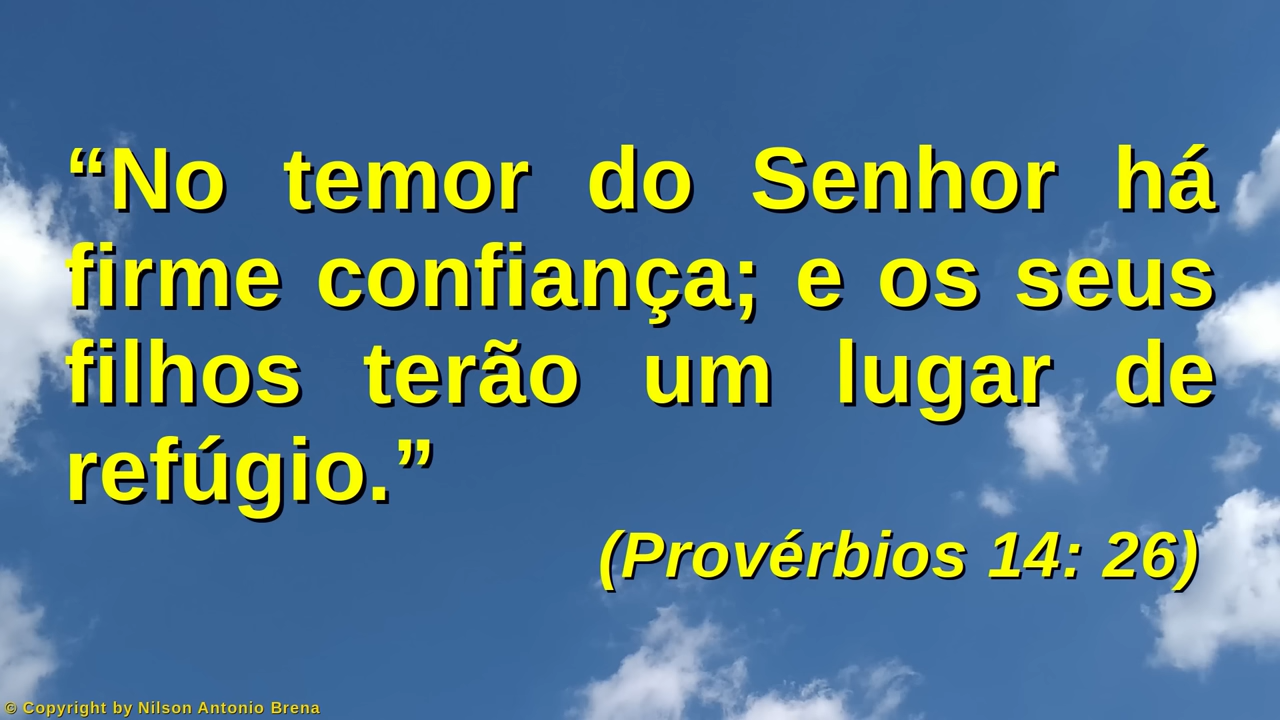 “No temor do Senhor há
firme confiança; e os seus
filhos terão um lugar de
refúgio.”
(Provérbios 14: 26)
© Copyright by Nilson Antonio Brena